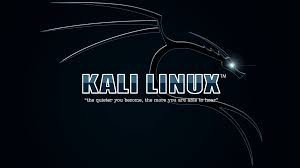 KALI LINUX™
"the quieter you become, the more you are able to hear"